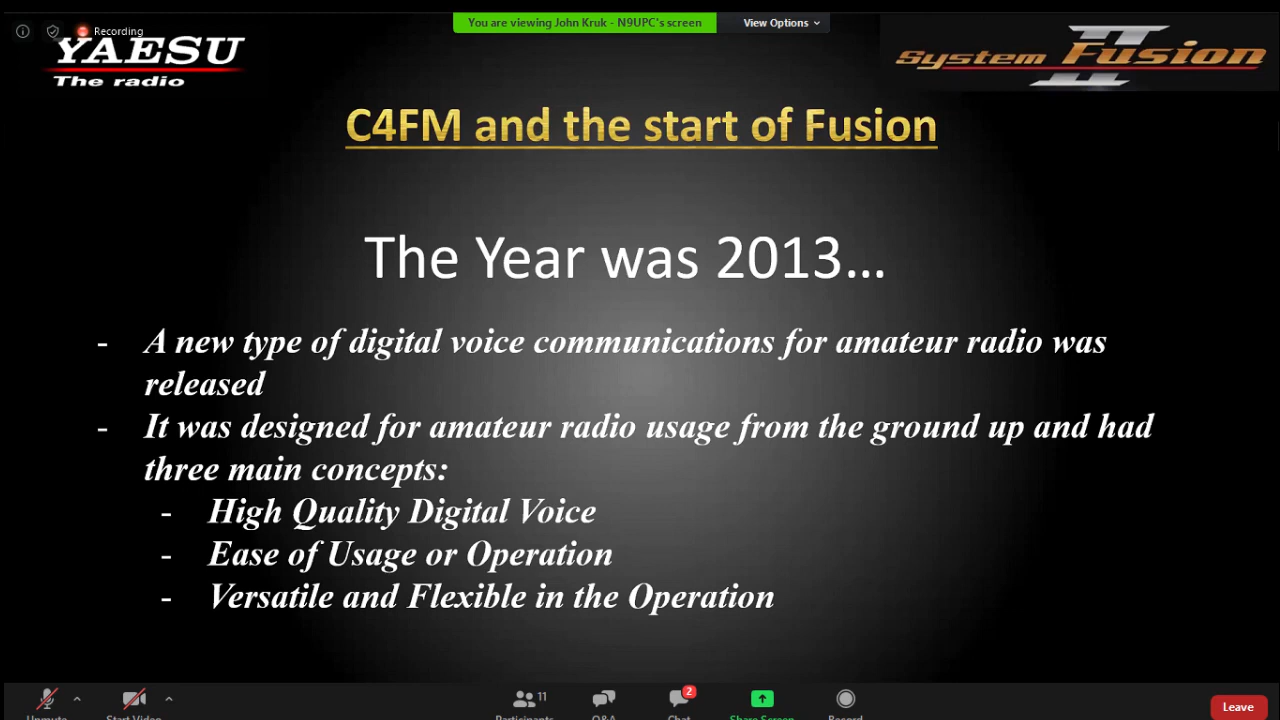 You are viewing John Kruk - N9UPC's screen
View Options
Recording
YAESU
The radio
System Fusion II
C4FM and the start of Fusion
The Year was 2013...
- A new type of digital voice communications for amateur radio was
released
- It was designed for amateur radio usage from the ground up and had
three main concepts:
- High Quality Digital Voice
- Ease of Usage or Operation
- Versatile and Flexible in the Operation
11
2
Unmute
Start Video
Participants
Q&A
Chat
Share Screen
Record
Leave